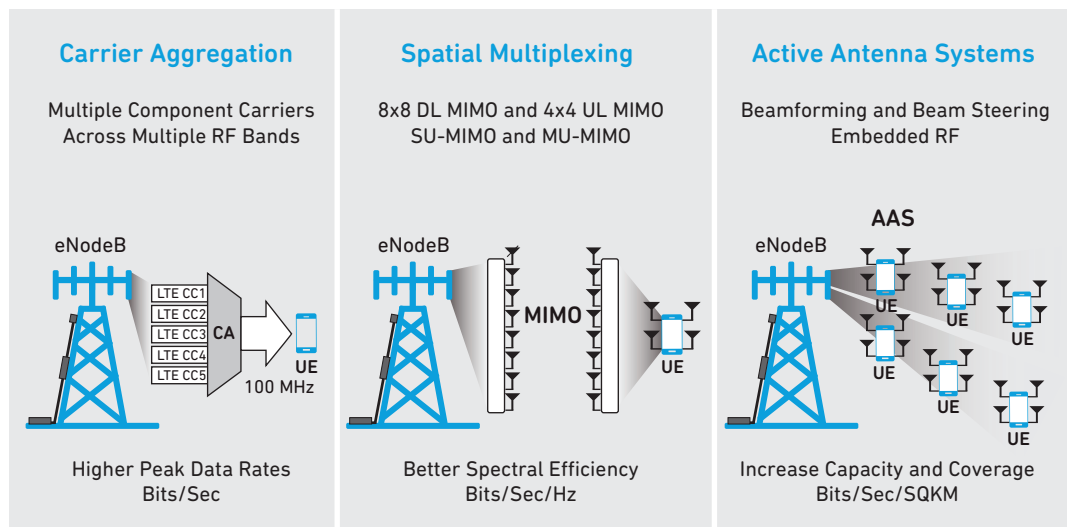 Carrier Aggregation
Multiple Component Carriers
Across Multiple RF Bands
eNodeB
LTE CC1
LTE CC2
LTE CC3
LTE CC4
LTE CC5
CA
100 MHz
UE
Higher Peak Data Rates
Bits/Sec
Spatial Multiplexing
8x8 DL MIMO and 4x4 UL MIMO
SU-MIMO and MU-MIMO
eNodeB
MIMO
UE
Better Spectral Efficiency
Bits/Sec/Hz
Active Antenna Systems
Beamforming and Beam Steering
Embedded RF
AAS
eNodeB
UE
UE
UE
UE
UE
UE
Increase Capacity and Coverage
Bits/Sec/SQKM